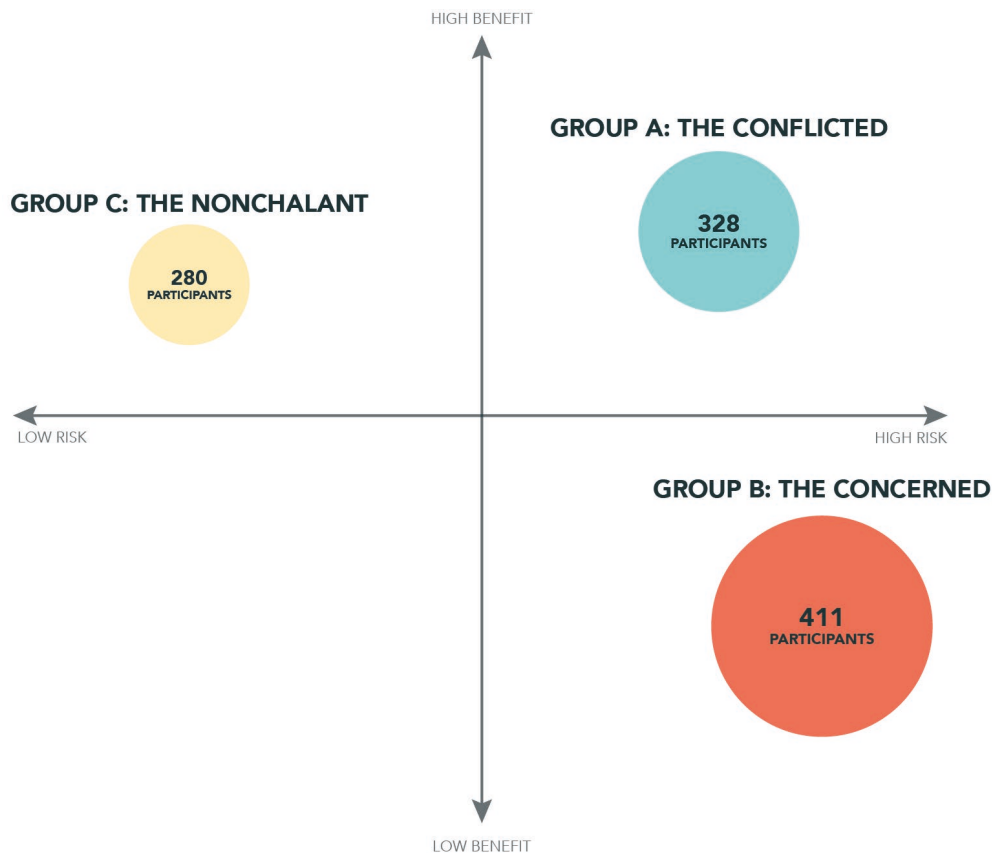 HIGH BENEFIT
GROUP A: THE CONFLICTED
328
PARTICIPANTS
GROUP C: THE NONCHALANT
280
PARTICIPANTS
LOW RISK
HIGH RISK
GROUP B: THE CONCERNED
411
PARTICIPANTS
LOW BENEFIT